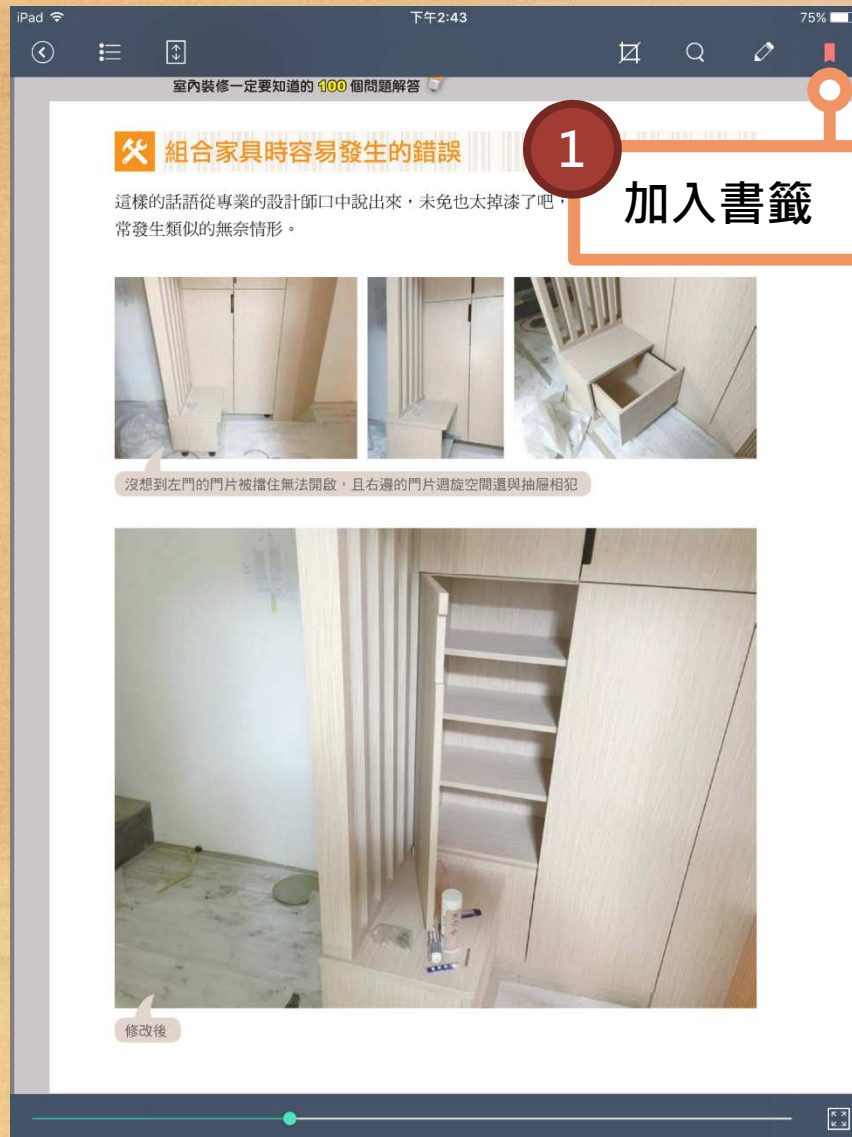 iPad
下午2:43
75%
室內裝修一定要知道的 100 個問題解答
組合家具時容易發生的錯誤
1
加入書籤
這樣的話語從專業的設計師口中說出來，未免也太掉漆了吧，
常發生類似的無奈情形。
沒想到左門的門片被擋住無法開啟，且右邊的門片迴旋空間還與抽屜相犯
修改後